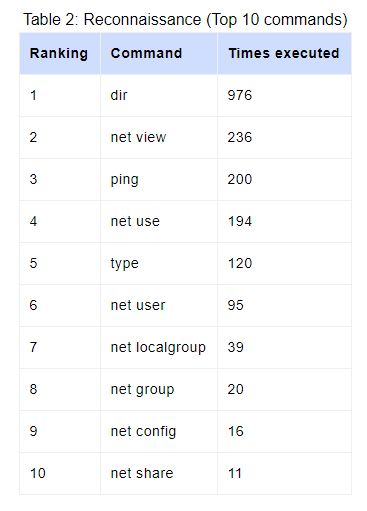 Table 2: Reconnaissance (Top 10 commands)
Ranking Command Times executed
1 dir 976
2 net view 236
3 ping 200
4 net use 194
5 type 120
6 net user 95
7 net localgroup 39
8 net group 20
9 net config 16
10 net share 11